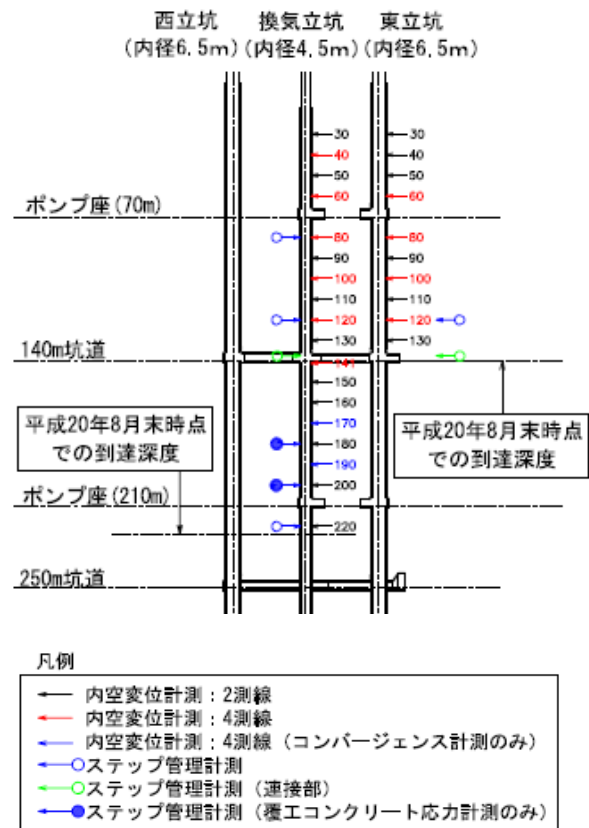 西立坑 換気立坑 東立坑
(内径6.5m) (内径4.5m) (内径6.5m)
30 30
40 40
50 50
60 60
ポンプ座(70m)
80 80
90 90
100 100
110 110
120 120
130 130
140m坑道
141
150
160
170
平成20年8月末時点
での到達深度
平成20年8月末時点
での到達深度
180
190
200
ポンプ座(210m)
220
250m坑道
凡例
内空変位計測：2測線
内空変位計測：4測線
内空変位計測：4測線（コンバージェンス計測のみ）
ステップ管理計測
ステップ管理計測（連接部）
ステップ管理計測（覆工コンクリート応力計測のみ）